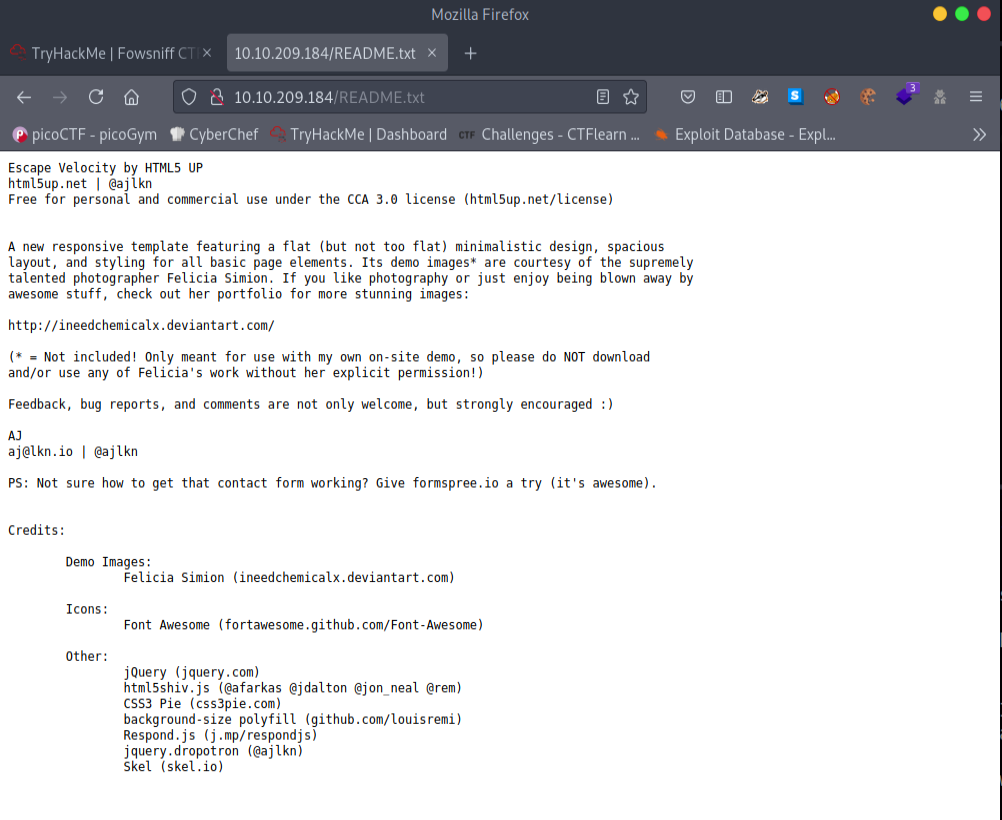 Mozilla Firefox
TryHackMe | Fowsniff CT
10.10.209.184/README.txt
10.10.209.184/README.txt
3
picoCTF - picoGym
CyberChef
TryHackMe | Dashboard
CTF
Challenges - CTFlearn ...
Exploit Database - Expl...
Escape Velocity by HTML5 UP
html5up.net | @ajlkn
Free for personal and commercial use under the CCA 3.0 license (html5up.net/license)
A new responsive template featuring a flat (but not too flat) minimalistic design, spacious
layout, and styling for all basic page elements. Its demo images* are courtesy of the supremely
talented photographer Felicia Simion. If you like photography or just enjoy being blown away by
awesome stuff, check out her portfolio for more stunning images:
http://ineedchemicalx.deviantart.com/
(* = Not included! Only meant for use with my own on-site demo, so please do NOT download
and/or use any of Felicia's work without her explicit permission!)
Feedback, bug reports, and comments are not only welcome, but strongly encouraged :)
AJ
aj@lkn.io | @ajlkn
PS: Not sure how to get that contact form working? Give formspree.io a try (it's awesome).
Credits:
Demo Images:
Felicia Simion (ineedchemicalx.deviantart.com)
Icons:
Font Awesome (fortawesome.github.com/Font-Awesome)
Other:
jQuery (jquery.com)
html5shiv.js (@afarkas @jdalton @jon_neal @rem)
CSS3 Pie (css3pie.com)
background-size polyfill (github.com/louisremi)
Respond.js (j.mp/respondjs)
jquery.dropotron (@ajlkn)
Skel (skel.io)